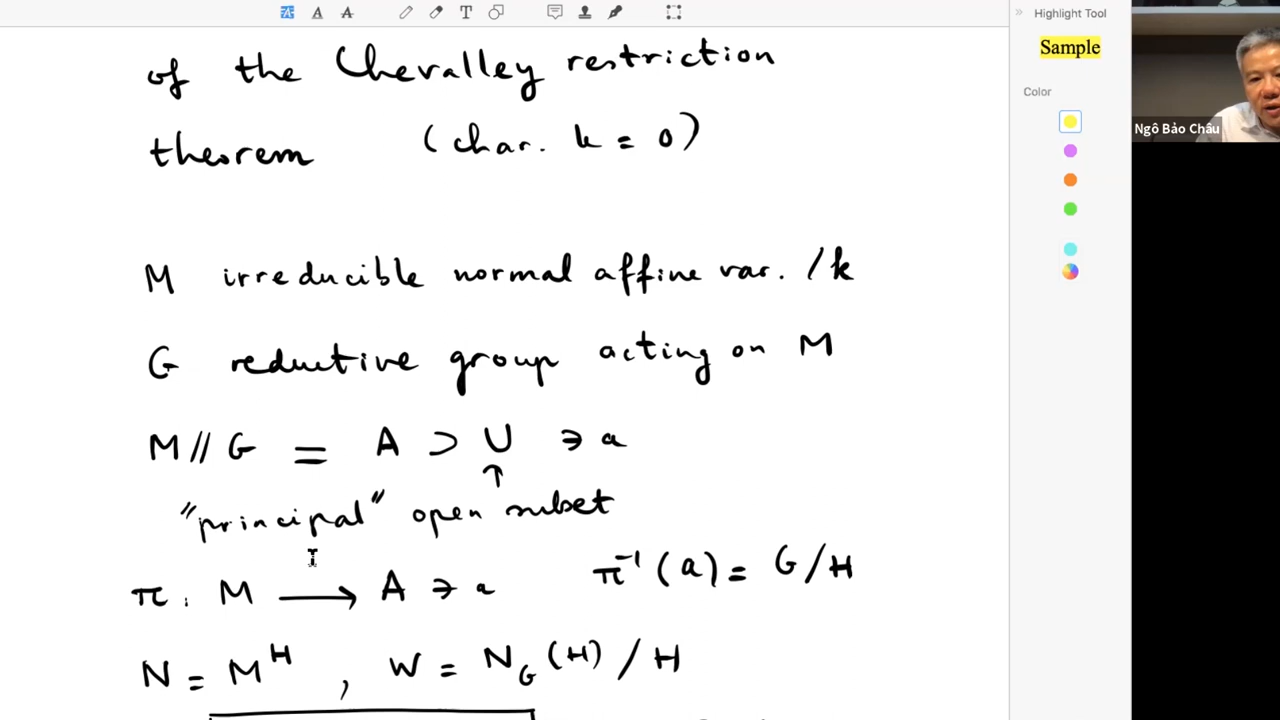 of the Chevalley restriction
theorem (char. k = 0)
M irreducible normal affine var. /k
G reductive group acting on M
M//G = A ⊃ U ∋ a
↑
"principal" open subset
π : M ⟶ A ∋ a π⁻¹(a) = G/H
N = M^H , W = N_G(H) / H
Highlight Tool
Sample
Color
Ngô Bảo Châu